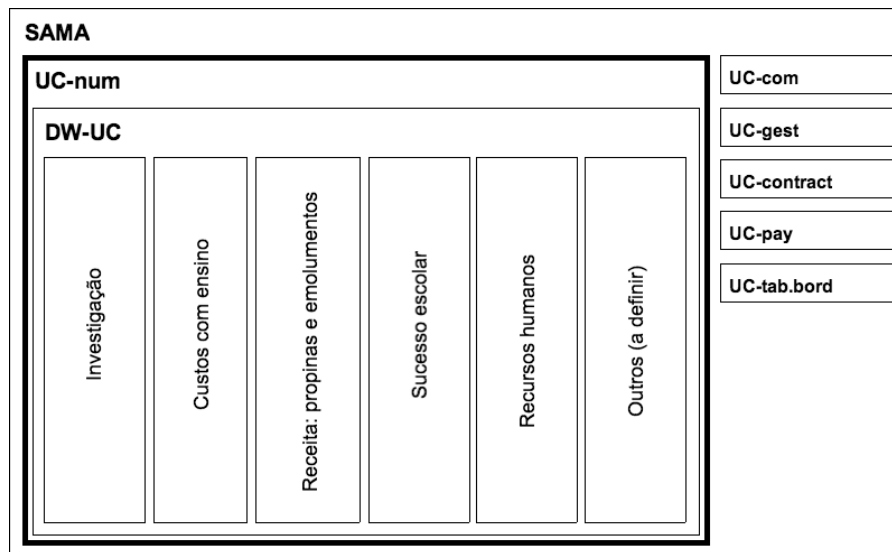 SAMA
UC-num
DW-UC
Investigação
Custos com ensino
Receita: propinas e emolumentos
Sucesso escolar
Recursos humanos
Outros (a definir)
UC-com
UC-gest
UC-contract
UC-pay
UC-tab.bord